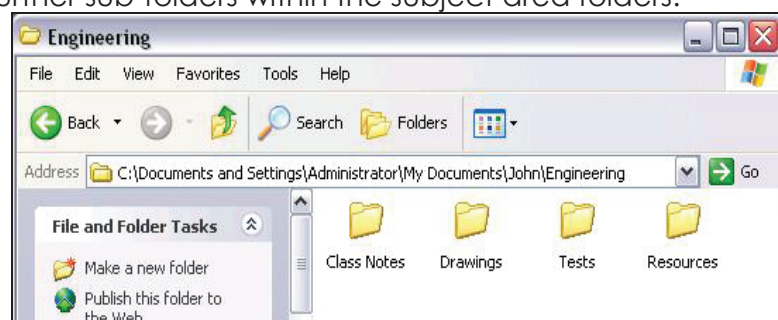 further sub-folders within the subject area folders.
Engineering
File Edit View Favorites Tools Help
Back Search Folders
Address C:\Documents and Settings\Administrator\My Documents\John\Engineering Go
File and Folder Tasks
Make a new folder
Publish this folder to
the Web
Class Notes Drawings Tests Resources